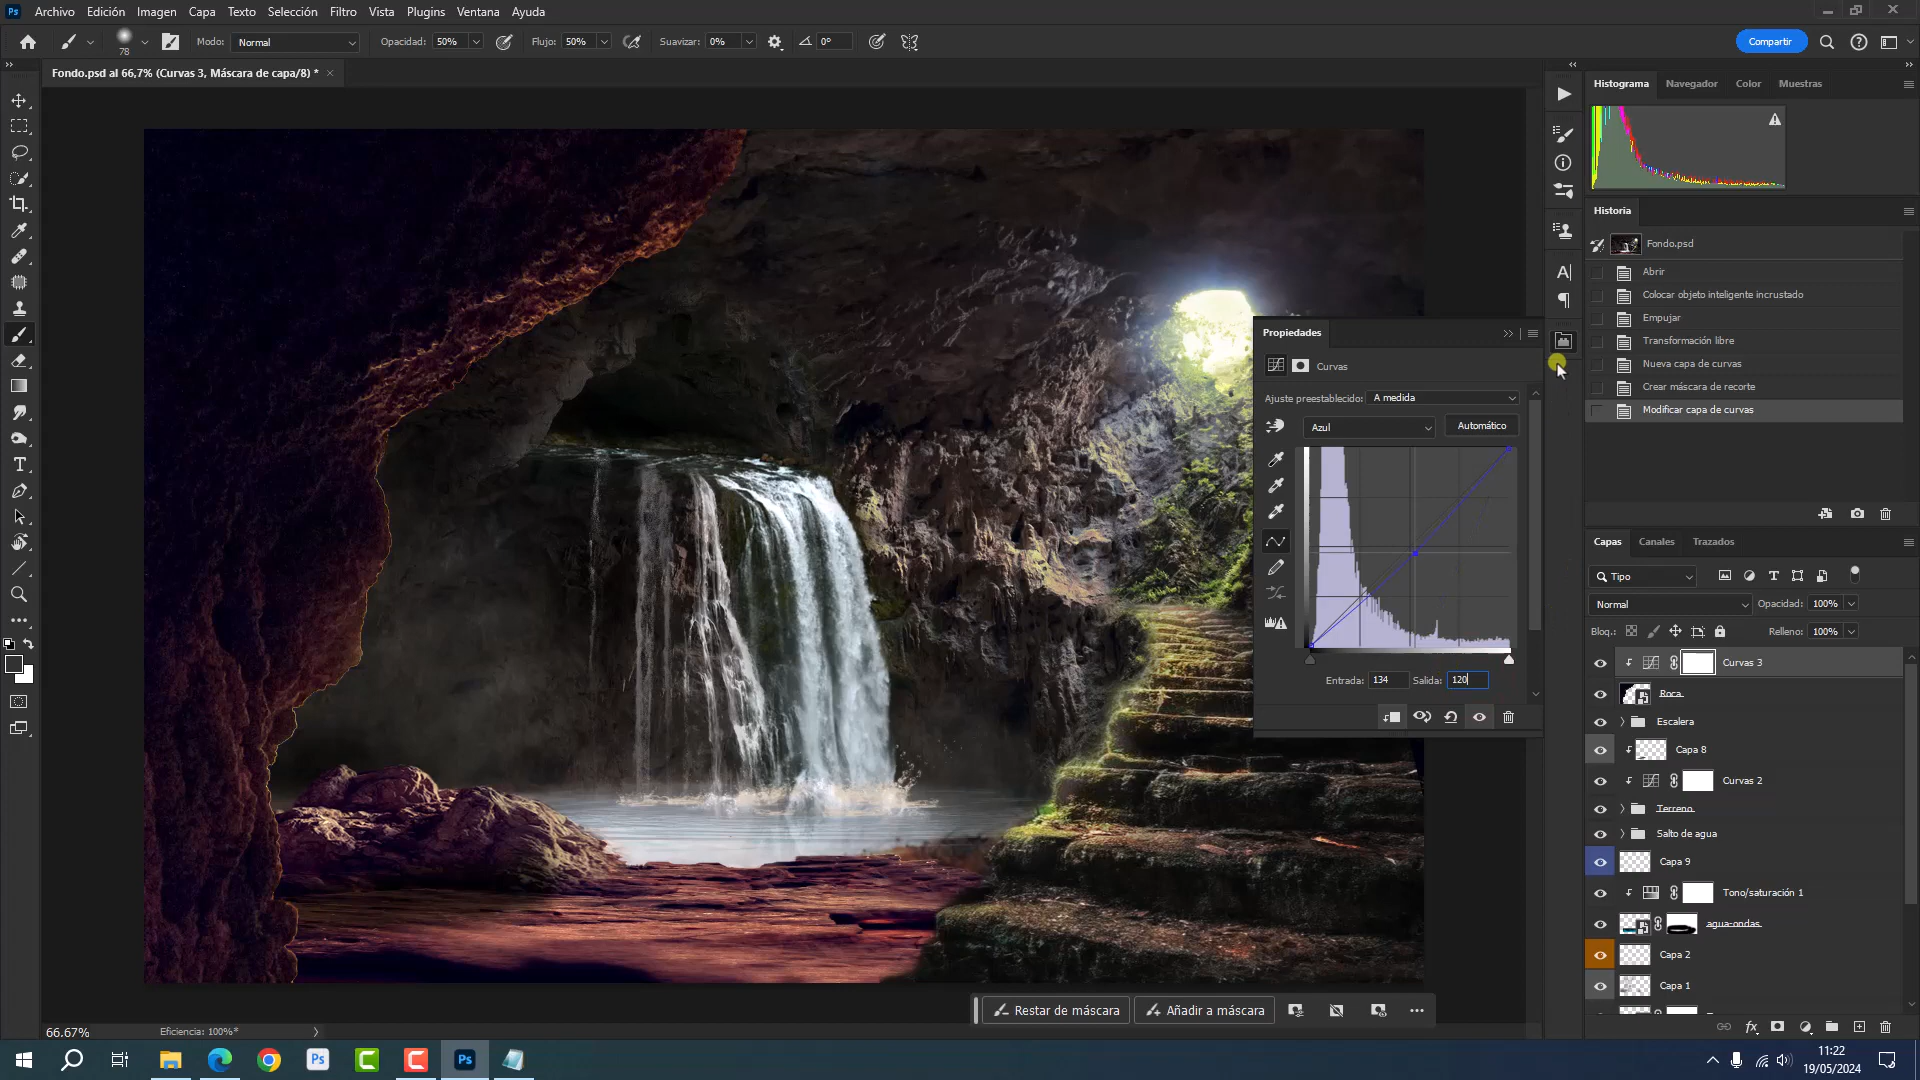 Ps Archivo Edición Imagen Capa Texto Selección Filtro Vista Plugins Ventana Ayuda
78 Modo: Normal Opacidad: 50% Flujo: 50% Suavizar: 0% 0° Compartir
Fondo.psd al 66,7% (Curvas 3, Máscara de capa/8) * ×
Histograma Navegador Color Muestras
Historia
Fondo.psd
Abrir
Colocar objeto inteligente incrustado
Empujar
Transformación libre
Nueva capa de curvas
Crear máscara de recorte
Modificar capa de curvas
Propiedades
Curvas
Ajuste preestablecido: A medida
Azul Automático
Entrada: 134 Salida: 120
Capas Canales Trazados
Tipo
Normal Opacidad: 100%
Bloq.: Relleno: 100%
Curvas 3
Roca
Escalera
Capa 8
Curvas 2
Terreno
Salto de agua
Capa 9
Tono/saturación 1
agua-ondas
Capa 2
Capa 1
Restar de máscara Añadir a máscara
66.67% Eficiencia: 100%*
11:22
19/05/2024